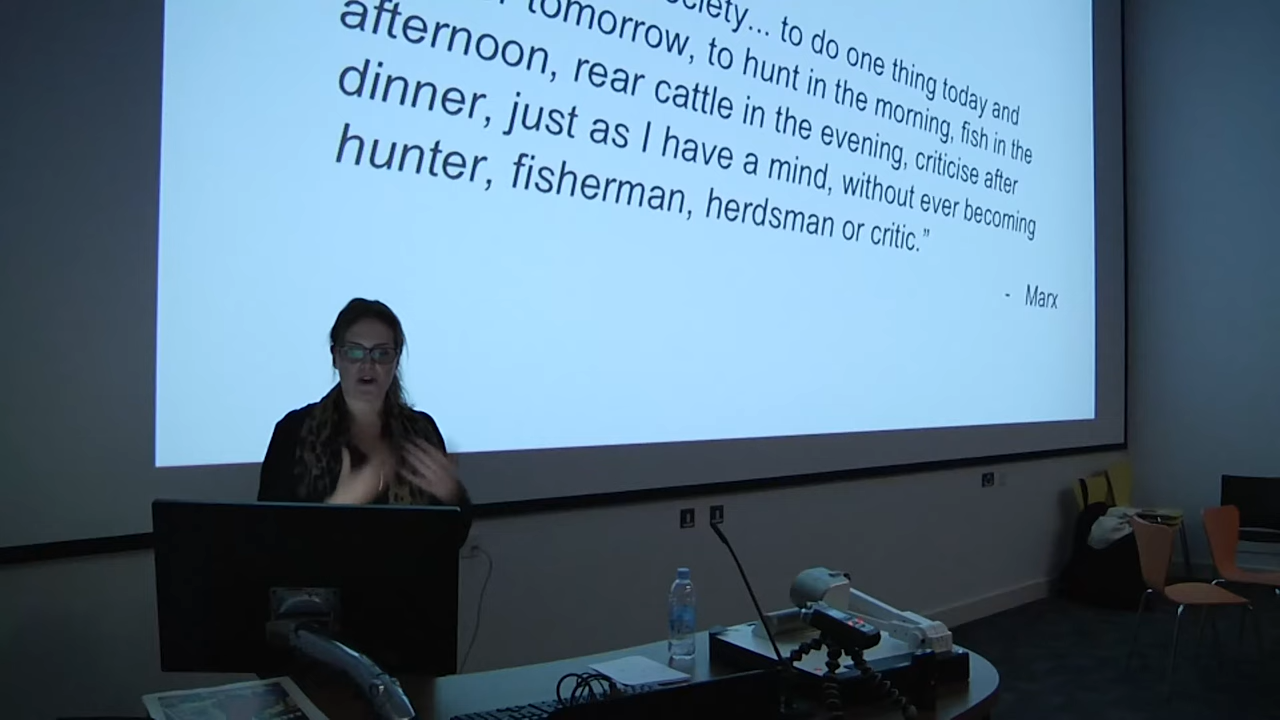 to do one thing today and
tomorrow, to hunt in the morning, fish in the
afternoon, rear cattle in the evening, criticise after
dinner, just as I have a mind, without ever becoming
hunter, fisherman, herdsman or critic.”
- Marx